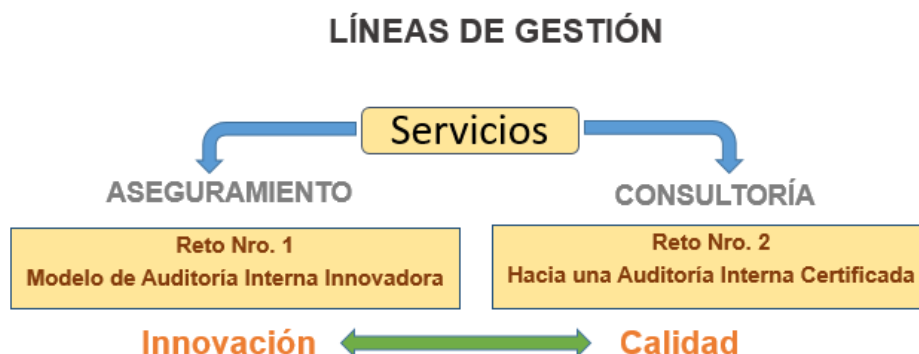 LÍNEAS DE GESTIÓN
Servicios
ASEGURAMIENTO
CONSULTORÍA
Reto Nro. 1
Modelo de Auditoría Interna Innovadora
Reto Nro. 2
Hacia una Auditoría Interna Certificada
Innovación
Calidad